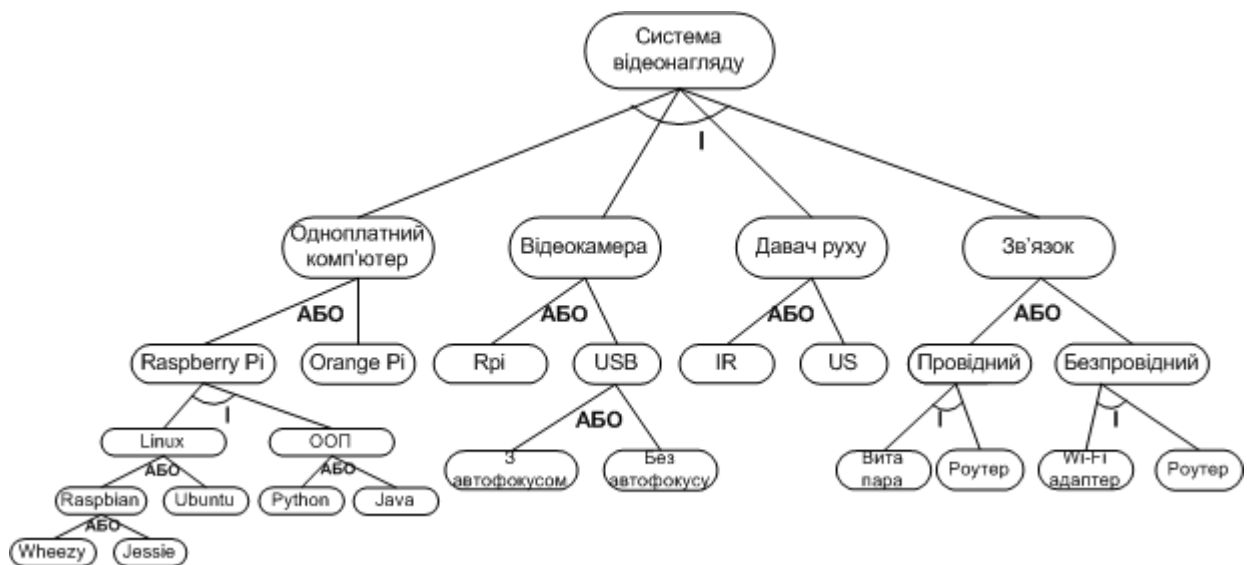 Система
відеонагляду
І
Одноплатний
комп'ютер
Відеокамера
Давач руху
Зв'язок
АБО
АБО
АБО
АБО
Raspberry Pi
Orange Pi
Rpi
USB
IR
US
Провідний
Безпровідний
І
АБО
І
І
Linux
ООП
З
автофокусом
Без
автофокусу
Вита
пара
Роутер
Wi-Fi
адаптер
Роутер
АБО
АБО
Raspbian
Ubuntu
Python
Java
АБО
Wheezy
Jessie